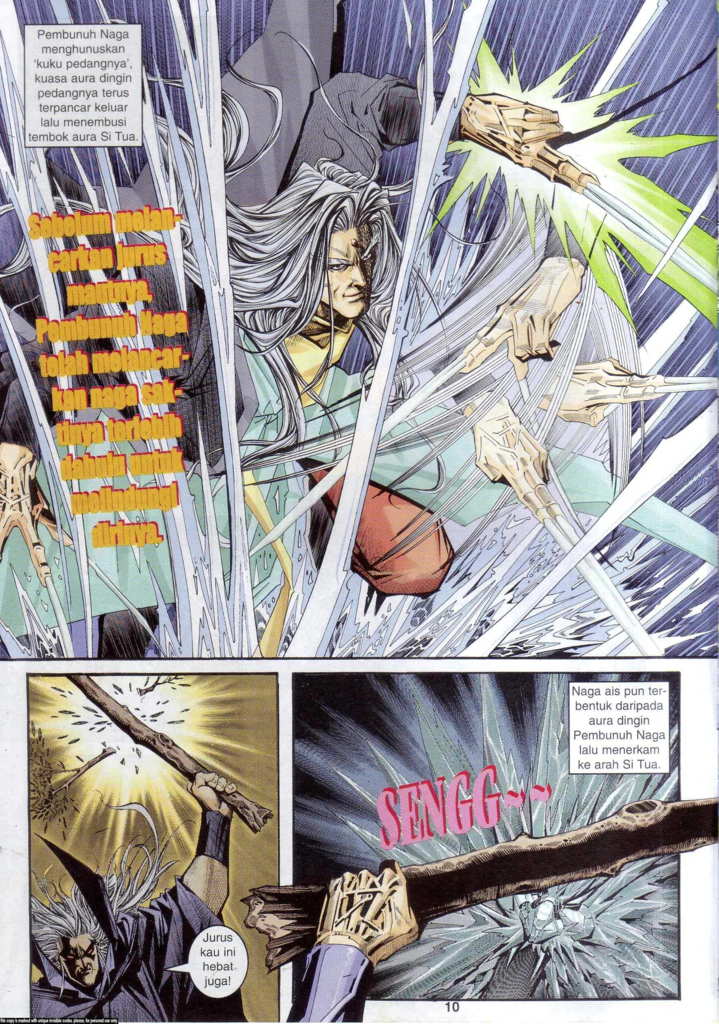 Pembunuh Naga
menghunuskan
'kuku pedangnya',
kuasa aura dingin
pedangnya terus
terpancar keluar
lalu menembusi
tembok aura Si Tua.
Sebelum melan-
carkan jurus
mautnya,
Pembunuh Naga
telah melancar-
kan naga sak-
tinya terlebih
dahulu untuk
melindungi
dirinya.
Jurus
kau ini
hebat
juga!
Naga ais pun ter-
bentuk daripada
aura dingin
Pembunuh Naga
lalu menerkam
ke arah Si Tua.
SENGG~~
10